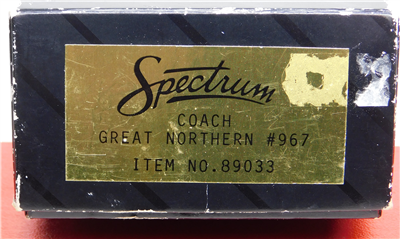 Spectrum
COACH
GREAT NORTHERN #967
ITEM NO.89033